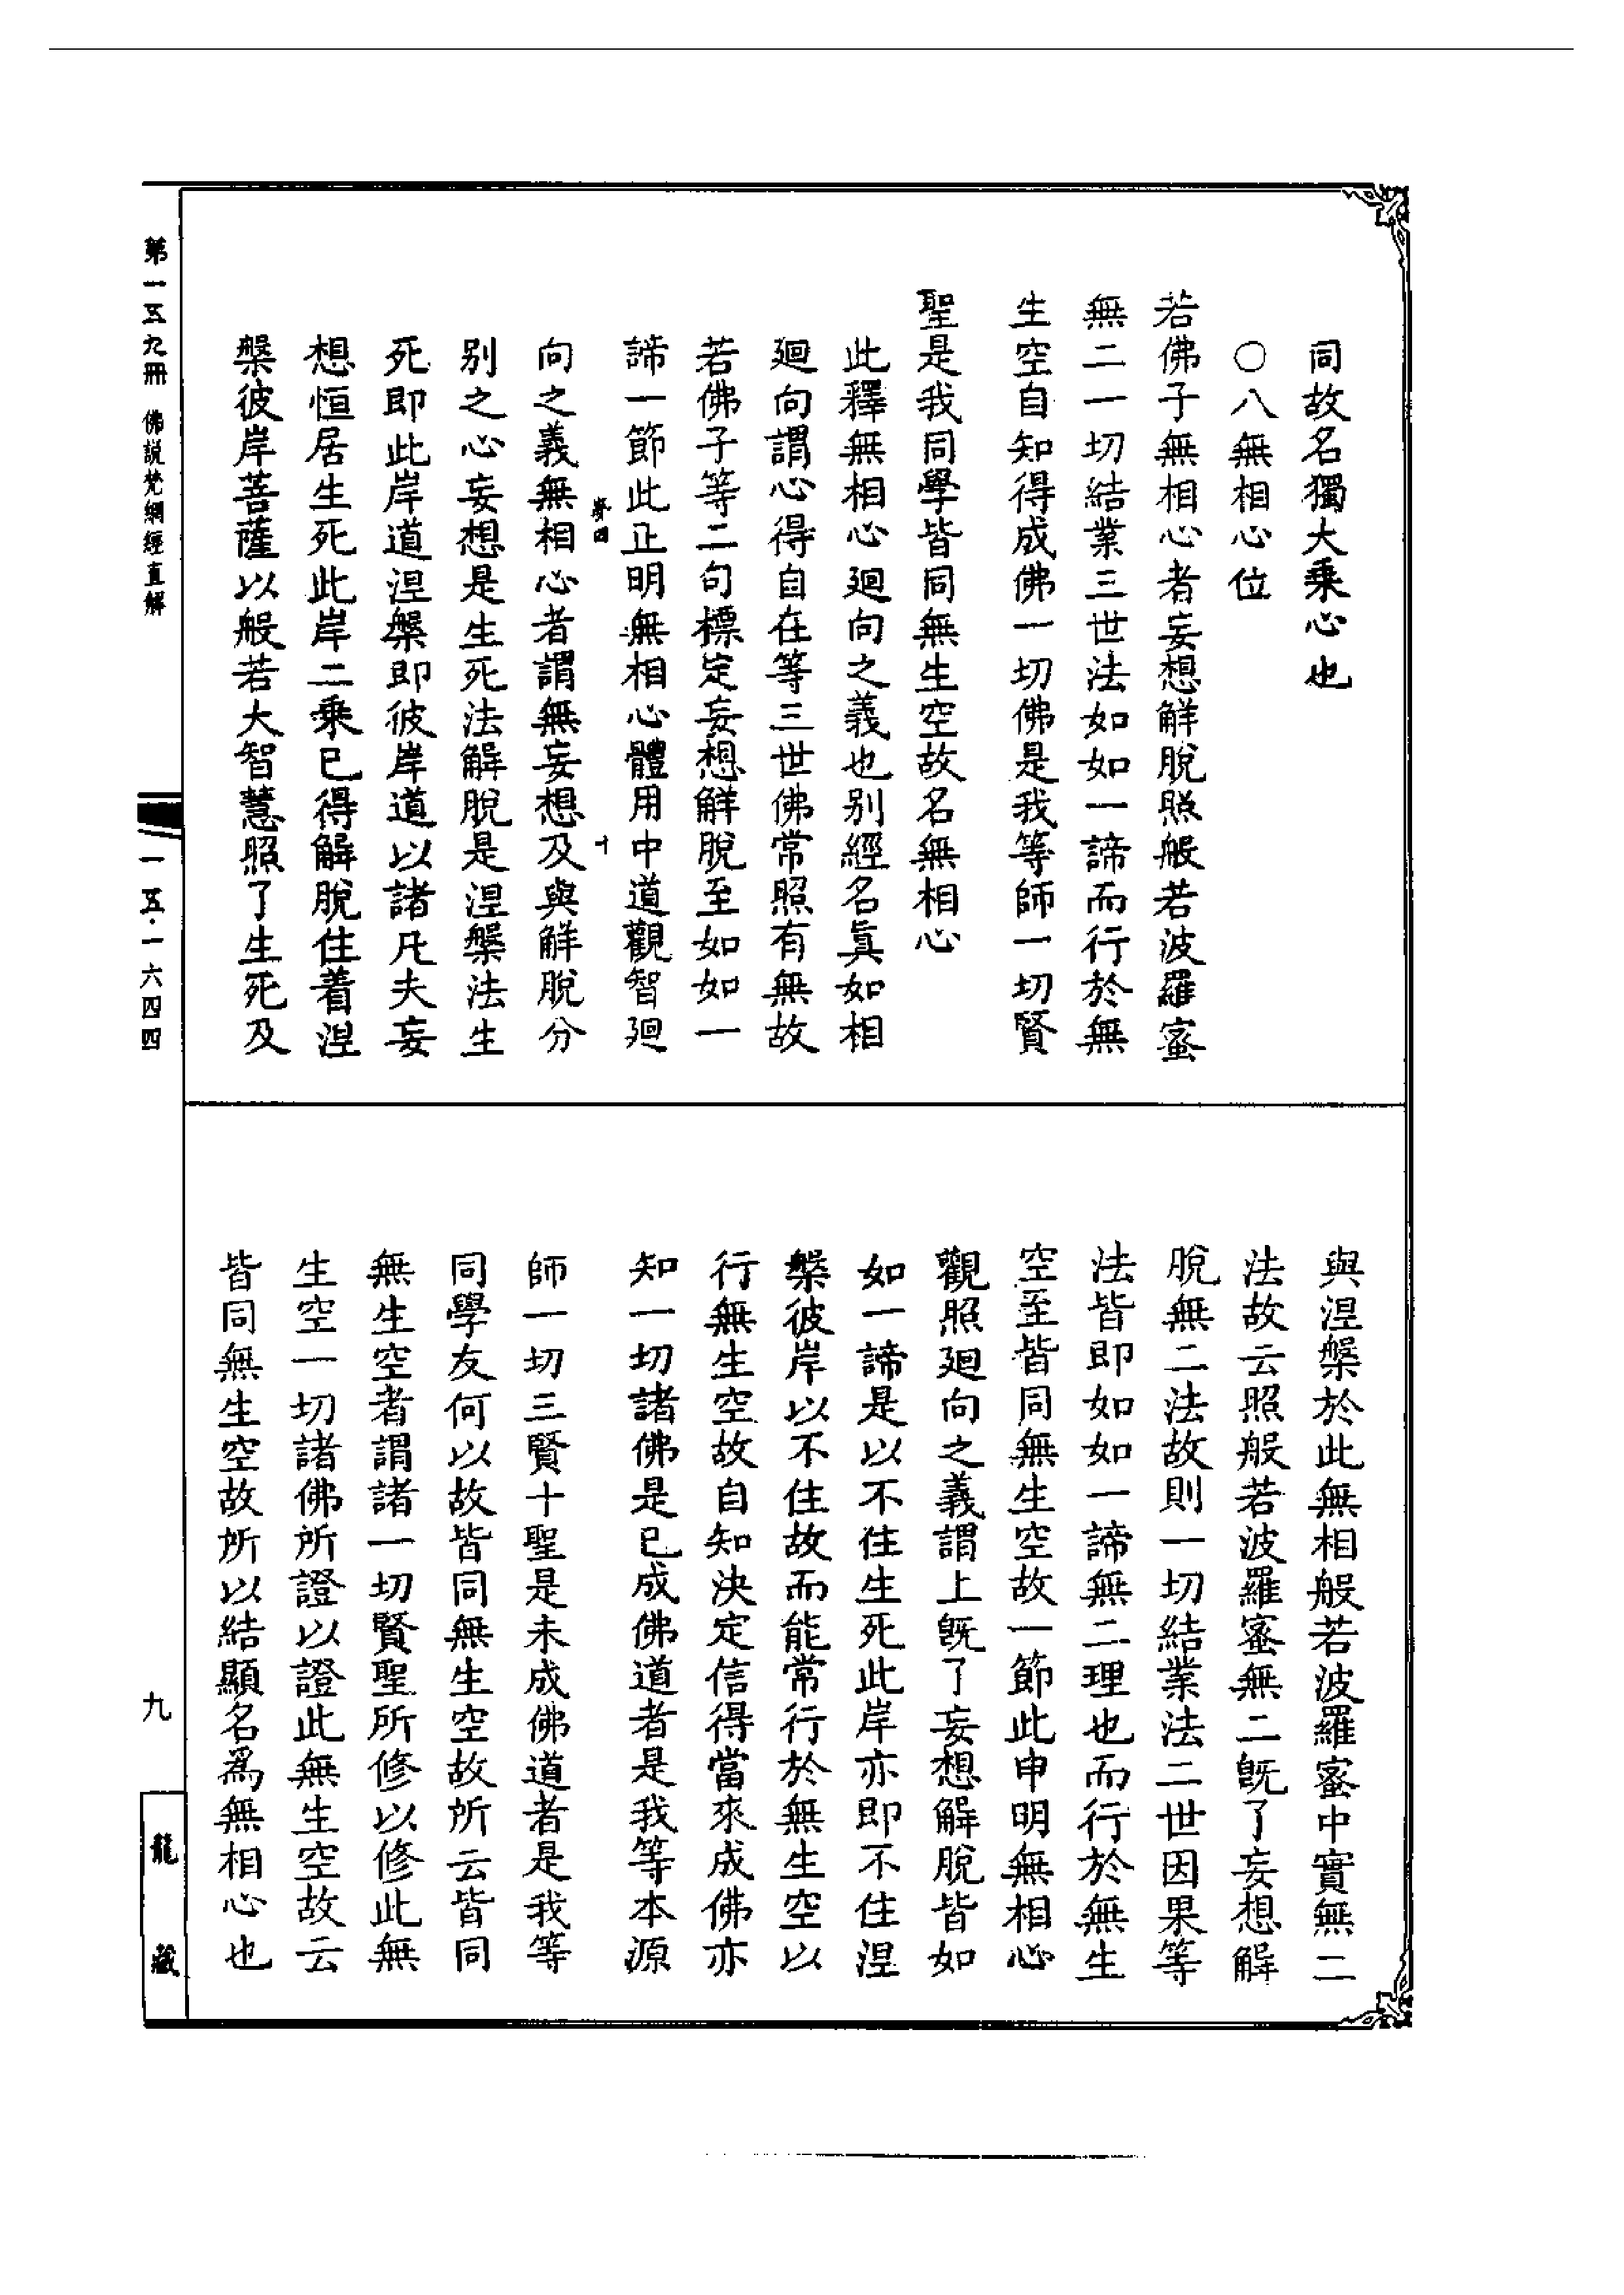 同故名獨大乘心也
○八無相心位
若佛子無相心者妄想解脫照般若波羅蜜
無二一切結業三世法如如一諦而行於無
生空自知得成佛一切佛是我等師一切賢
聖是我同學皆同無生空故名無相心
此釋無相心廻向之義也別經名眞如相
廻向謂心得自在等三世佛常照有無故
若佛子等二句標定妄想解脫至如如一
諦一節此正明無相心體用中道觀智廻
向之義無相心者謂無妄想及與解脫分
別之心妄想是生死法解脫是涅槃法生
死即此岸道涅槃即彼岸道以諸凡夫妄
想恒居生死此岸二乘已得解脫住着涅
槃彼岸菩薩以般若大智慧照了生死及
與涅槃於此無相般若波羅蜜中實無二
法故云照般若波羅蜜無二旣了妄想解
脫無二法故則一切結業法二世因果等
法皆即如如一諦無二理也而行於無生
空至皆同無生空故一節此申明無相心
觀照廻向之義謂上旣了妄想解脫皆如
如一諦是以不住生死此岸亦即不住涅
槃彼岸以不住故而能常行於無生空以
行無生空故自知決定信得當來成佛亦
知一切諸佛是已成佛道者是我等本源
師一切三賢十聖是未成佛道者是我等
同學友何以故皆同無生空故所云皆同
無生空者謂諸一切賢聖所修以修此無
生空一切諸佛所證以證此無生空故云
皆同無生空故所以結顯名爲無相心也
第一五九冊 佛說梵網經直解
一五·一六四四
九
龍藏